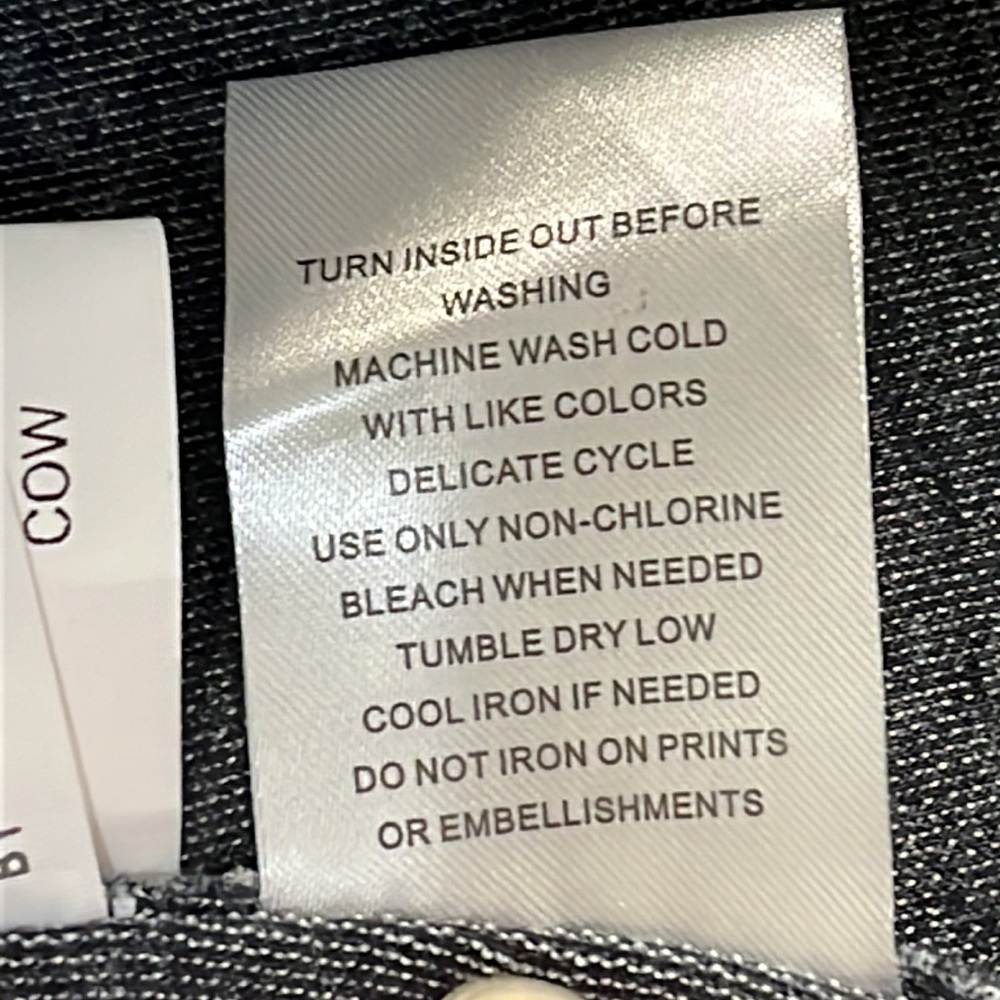 TURN INSIDE OUT BEFORE
WASHING
MACHINE WASH COLD
WITH LIKE COLORS
DELICATE CYCLE
USE ONLY NON-CHLORINE
BLEACH WHEN NEEDED
TUMBLE DRY LOW
COOL IRON IF NEEDED
DO NOT IRON ON PRINTS
OR EMBELLISHMENTS
COW